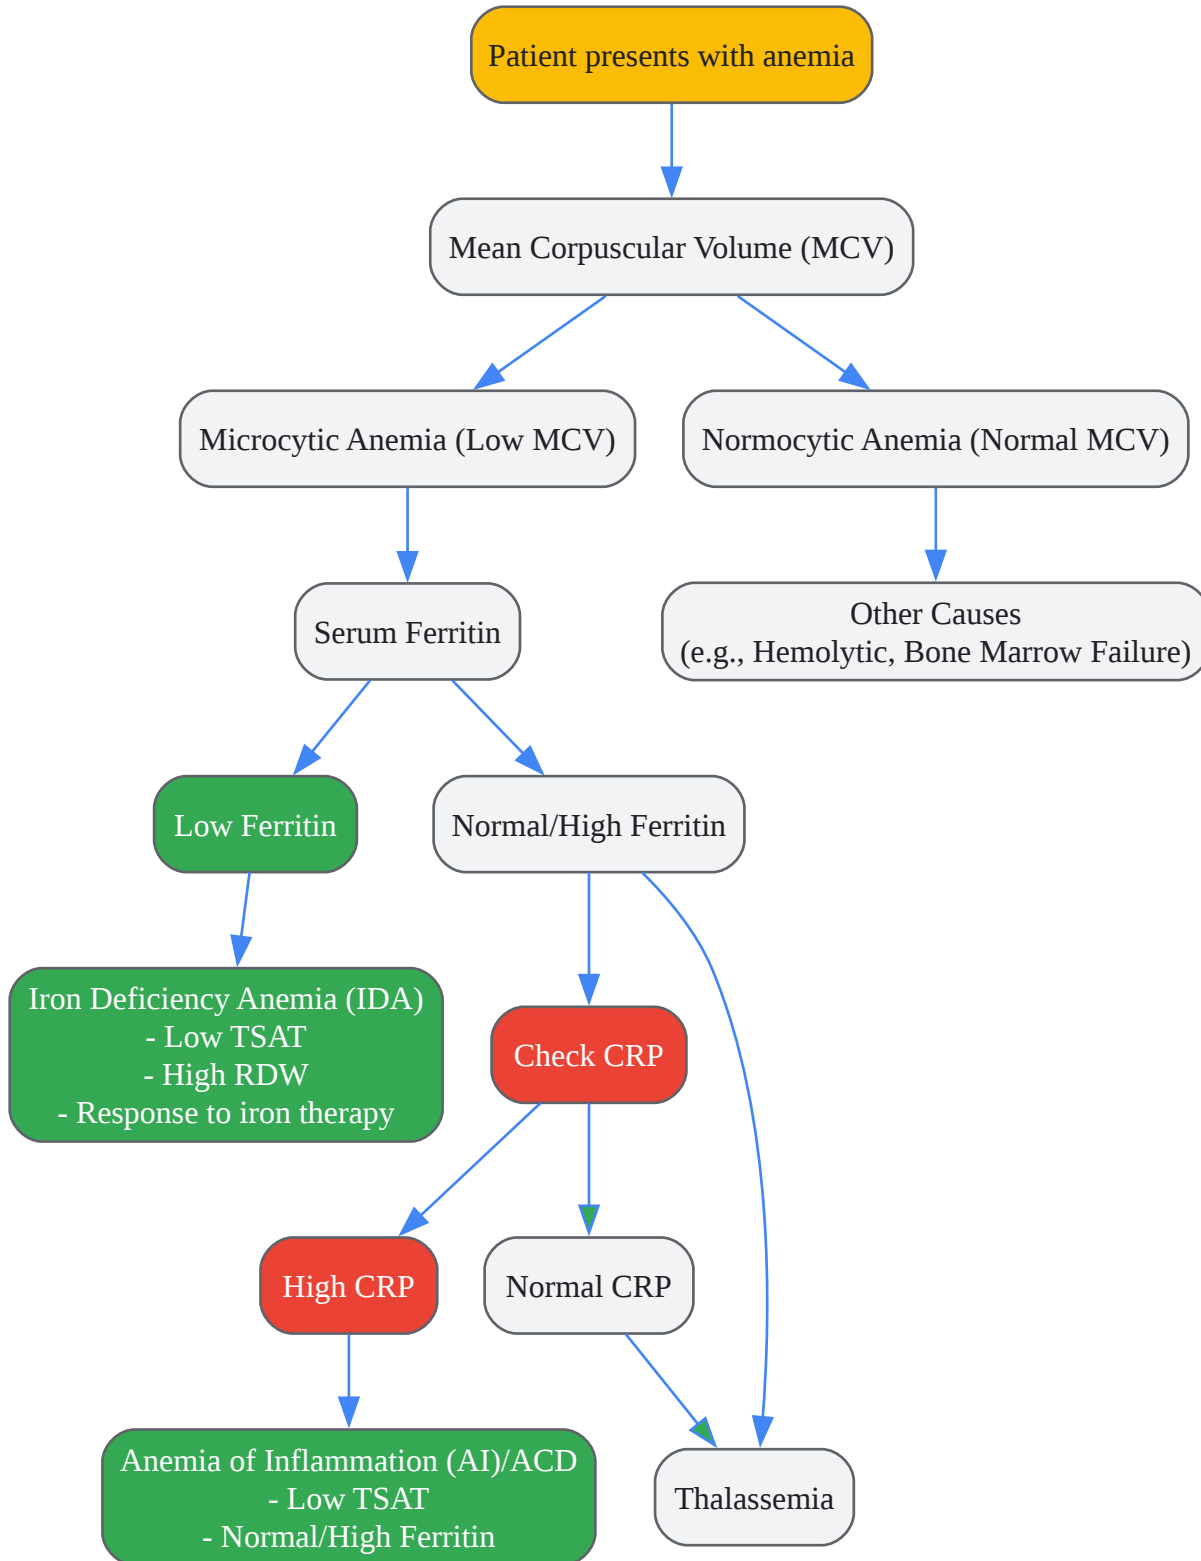 Patient presents with anemia
Mean Corpuscular Volume (MCV)
Microcytic Anemia (Low MCV)
Normocytic Anemia (Normal MCV)
Serum Ferritin
Other Causes
(e.g., Hemolytic, Bone Marrow Failure)
Low Ferritin
Normal/High Ferritin
Iron Deficiency Anemia (IDA)
- Low TSAT
- High RDW
- Response to iron therapy
Check CRP
High CRP
Normal CRP
Anemia of Inflammation (AI)/ACD
- Low TSAT
- Normal/High Ferritin
Thalassemia